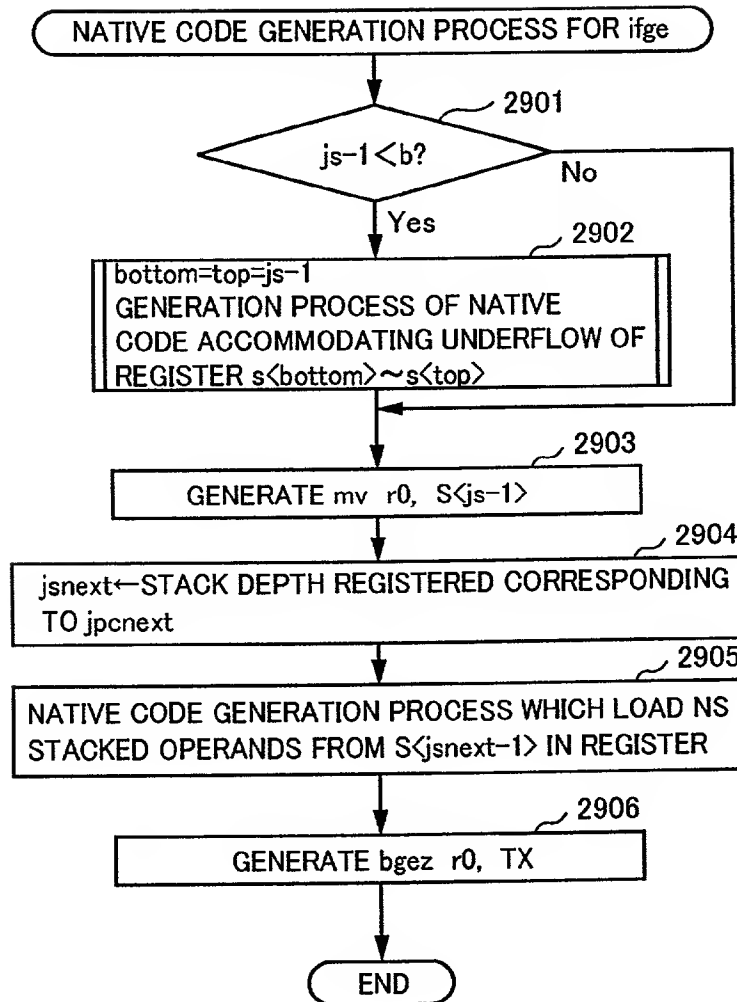 NATIVE CODE GENERATION PROCESS FOR ifge
2901
js-1<b?
No
Yes
2902
bottom=top=js-1
GENERATION PROCESS OF NATIVE
CODE ACCOMMODATING UNDERFLOW OF
REGISTER s<bottom>~s<top>
2903
GENERATE mv r0, S<js-1>
2904
jsnext←STACK DEPTH REGISTERED CORRESPONDING
TO jpcnext
2905
NATIVE CODE GENERATION PROCESS WHICH LOAD NS
STACKED OPERANDS FROM S<jsnext-1> IN REGISTER
2906
GENERATE bgez r0, TX
END